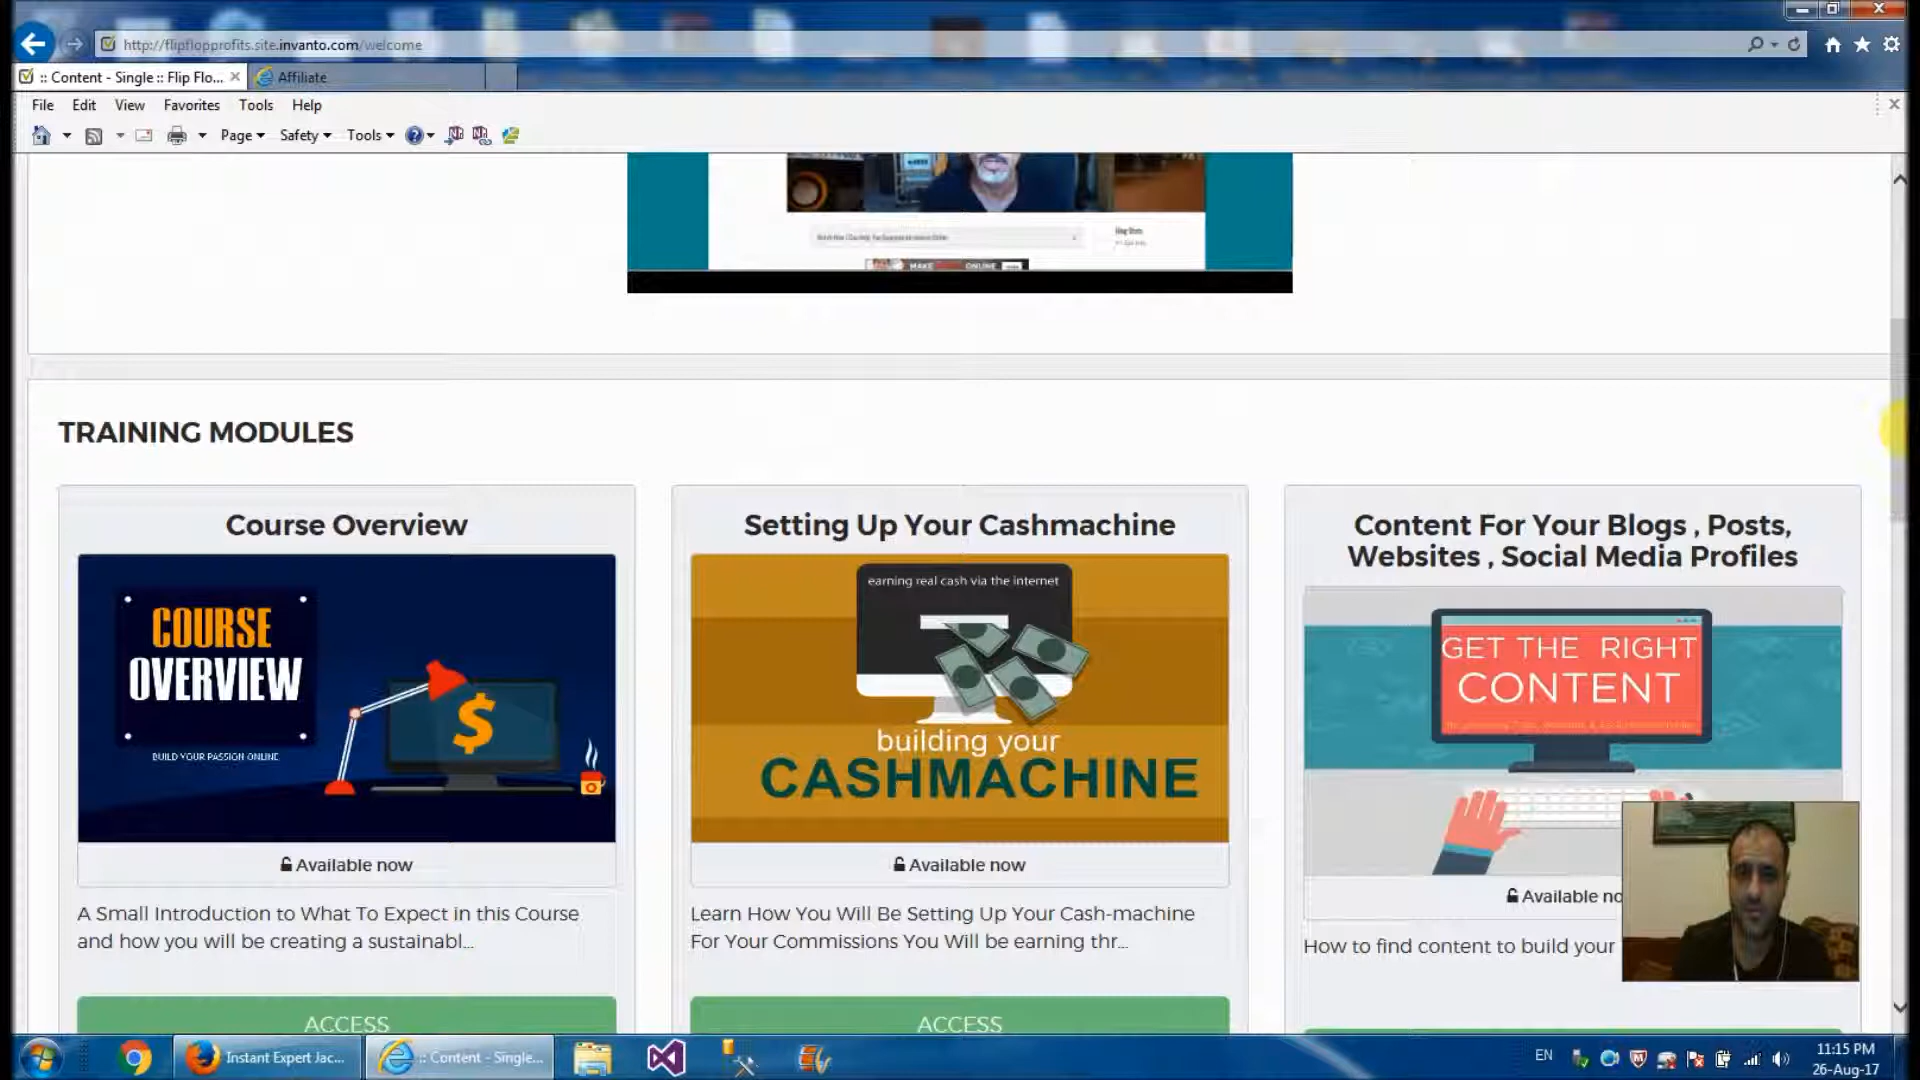 http://flipflopprofits.site.invanto.com/welcome
:: Content - Single :: Flip Flo...
Affiliate
File Edit View Favorites Tools Help
Page Safety Tools
MAKE ONLINE
TRAINING MODULES
Course Overview
COURSE
OVERVIEW
BUILD YOUR PASSION ONLINE
Available now
A Small Introduction to What To Expect in this Course
and how you will be creating a sustainabl...
ACCESS
Setting Up Your Cashmachine
earning real cash via the internet
building your
CASHMACHINE
Available now
Learn How You Will Be Setting Up Your Cash-machine
For Your Commissions You Will be earning thr...
ACCESS
Content For Your Blogs , Posts,
Websites , Social Media Profiles
GET THE RIGHT
CONTENT
Available no
How to find content to build your
Instant Expert Jac...
:: Content - Single...
EN
11:15 PM
26-Aug-17